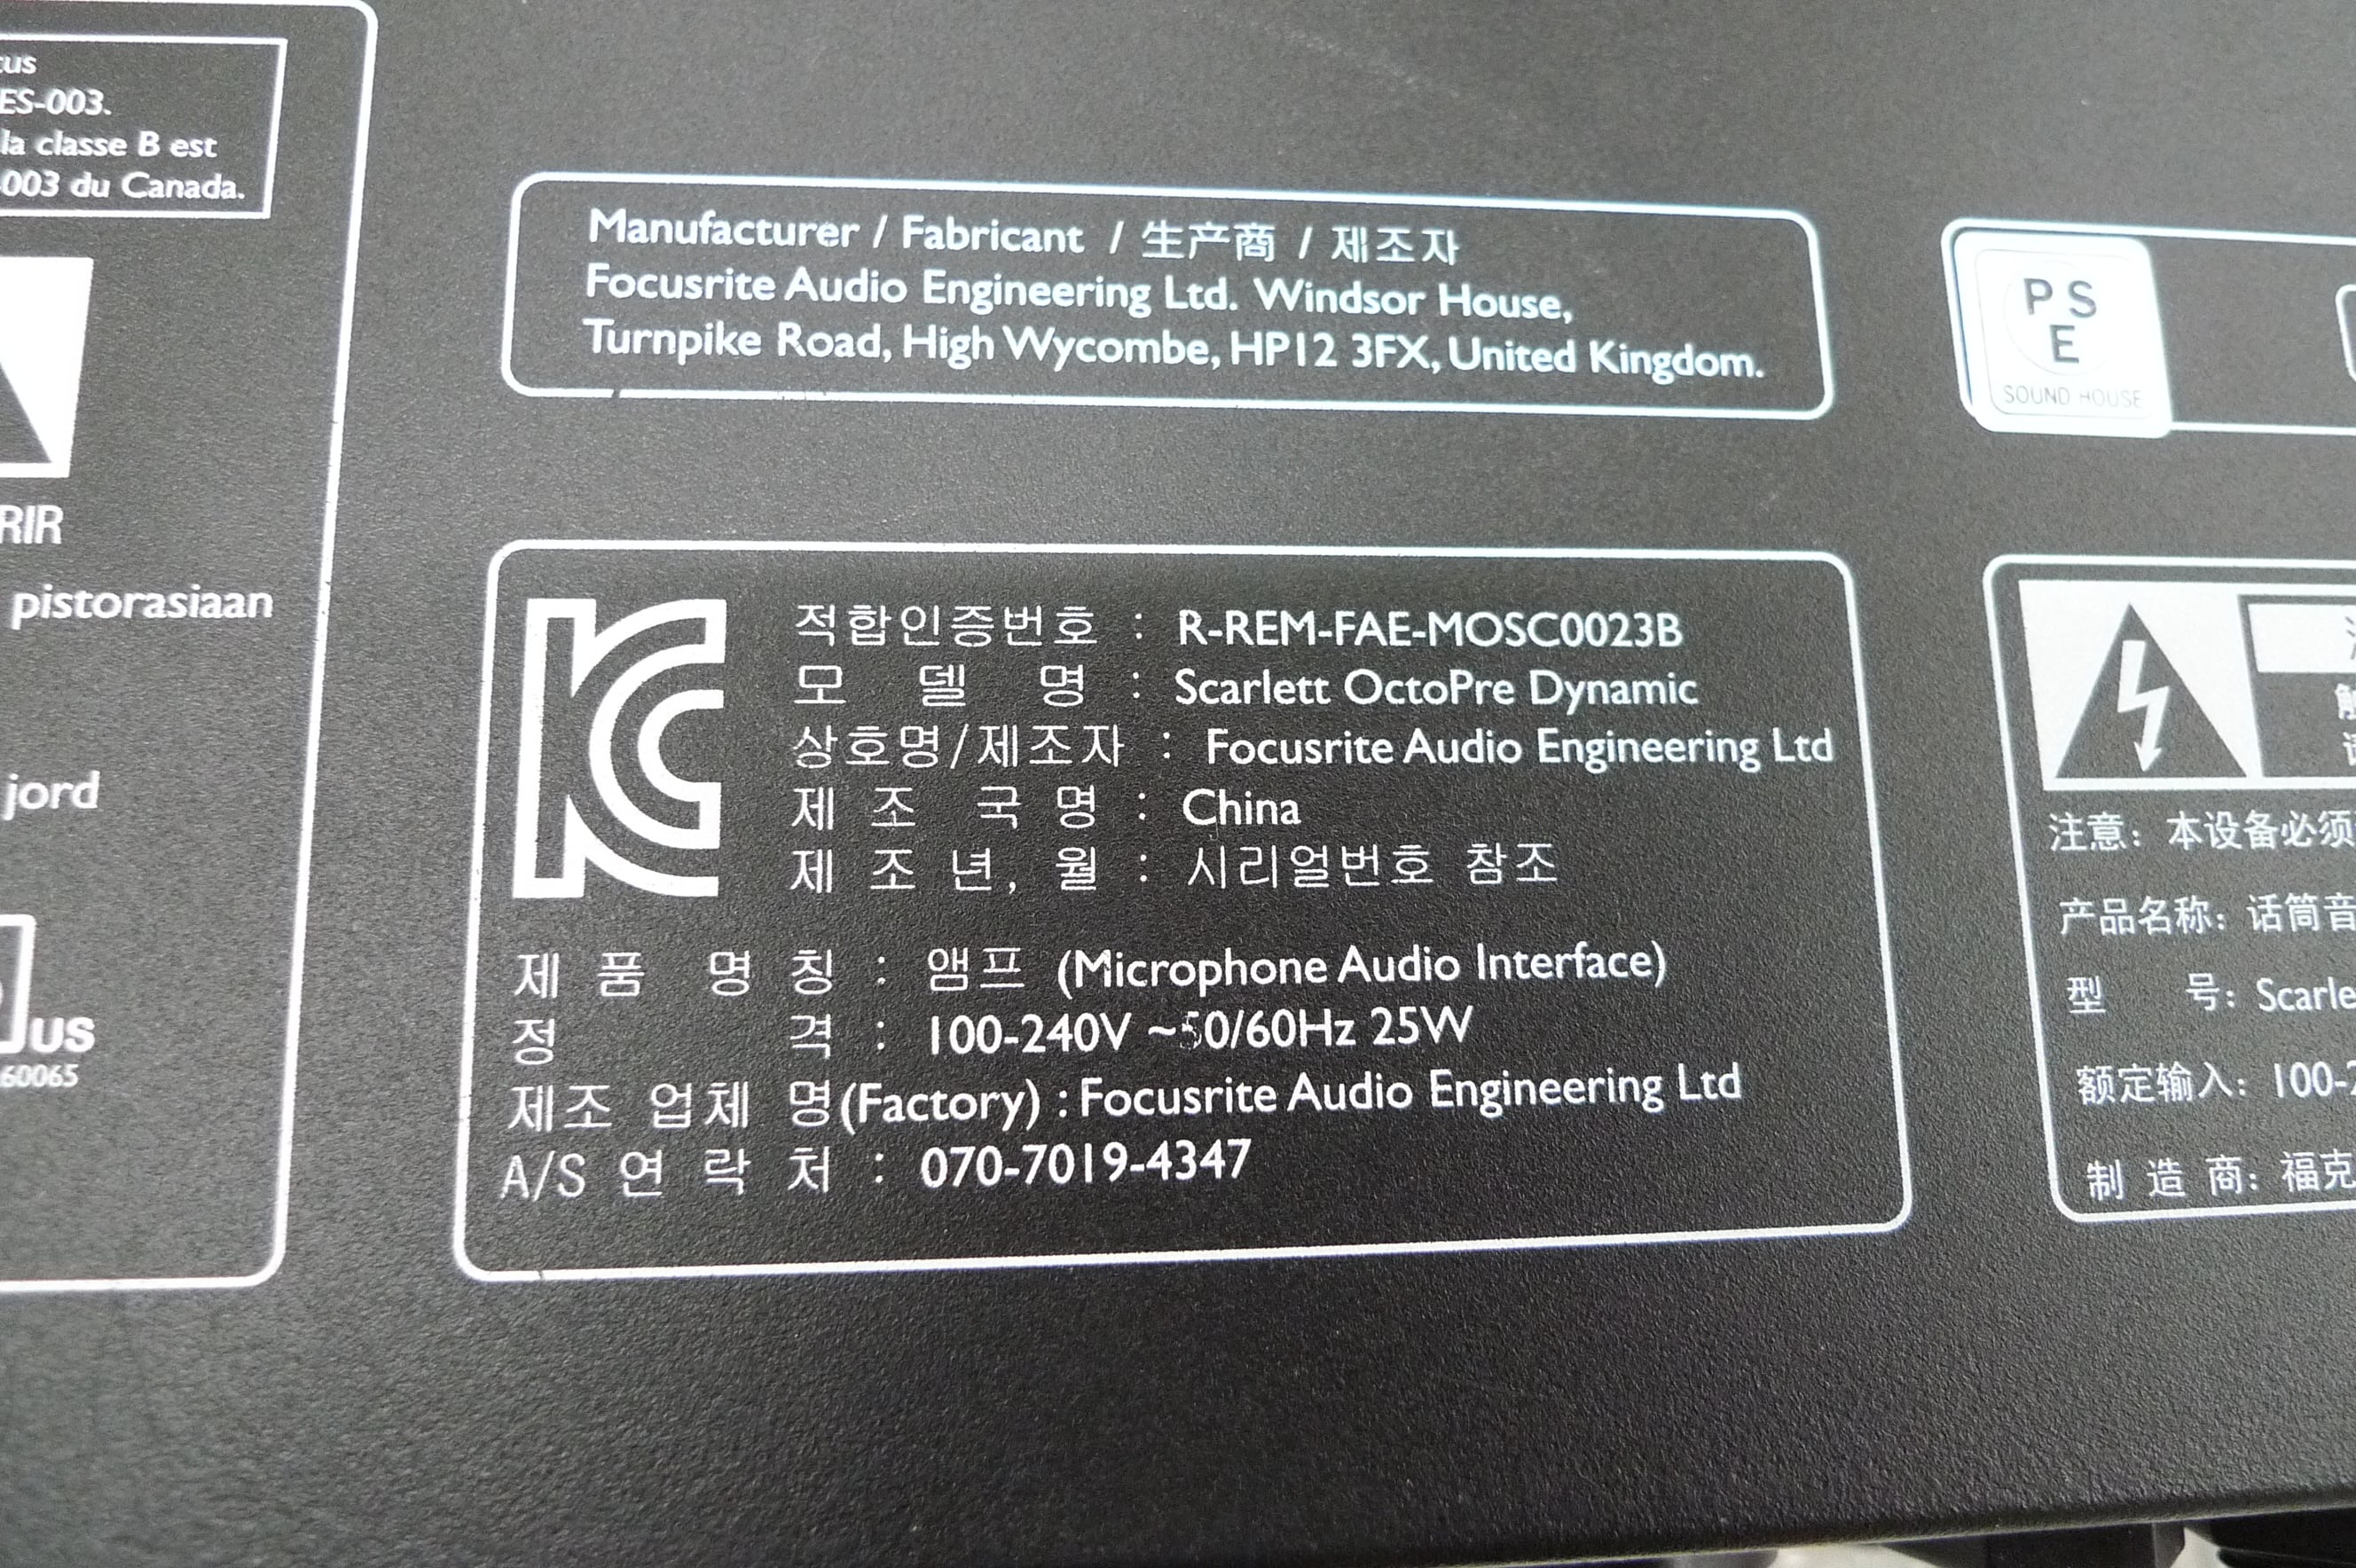 us
ES-003.
la classe B est
-003 du Canada.
RIR
pistorasiaan
jord
US
60065
Manufacturer / Fabricant / 生产商 / 제조자
Focusrite Audio Engineering Ltd. Windsor House,
Turnpike Road, High Wycombe, HP12 3FX, United Kingdom.
적합인증번호 : R-REM-FAE-MOSC0023B
모 델 명 : Scarlett OctoPre Dynamic
상호명/제조자 : Focusrite Audio Engineering Ltd
제 조 국 명 : China
제 조 년, 월 : 시리얼번호 참조
제 품 명 칭 : 앰프 (Microphone Audio Interface)
정 격 : 100-240V ~50/60Hz 25W
제조 업체 명(Factory) : Focusrite Audio Engineering Ltd
A/S 연 락 처 : 070-7019-4347
P S
E
SOUND HOUSE
注意: 本设备必须
产品名称: 话筒音
型 号: Scarle
额定输入: 100-2
制 造 商: 福克